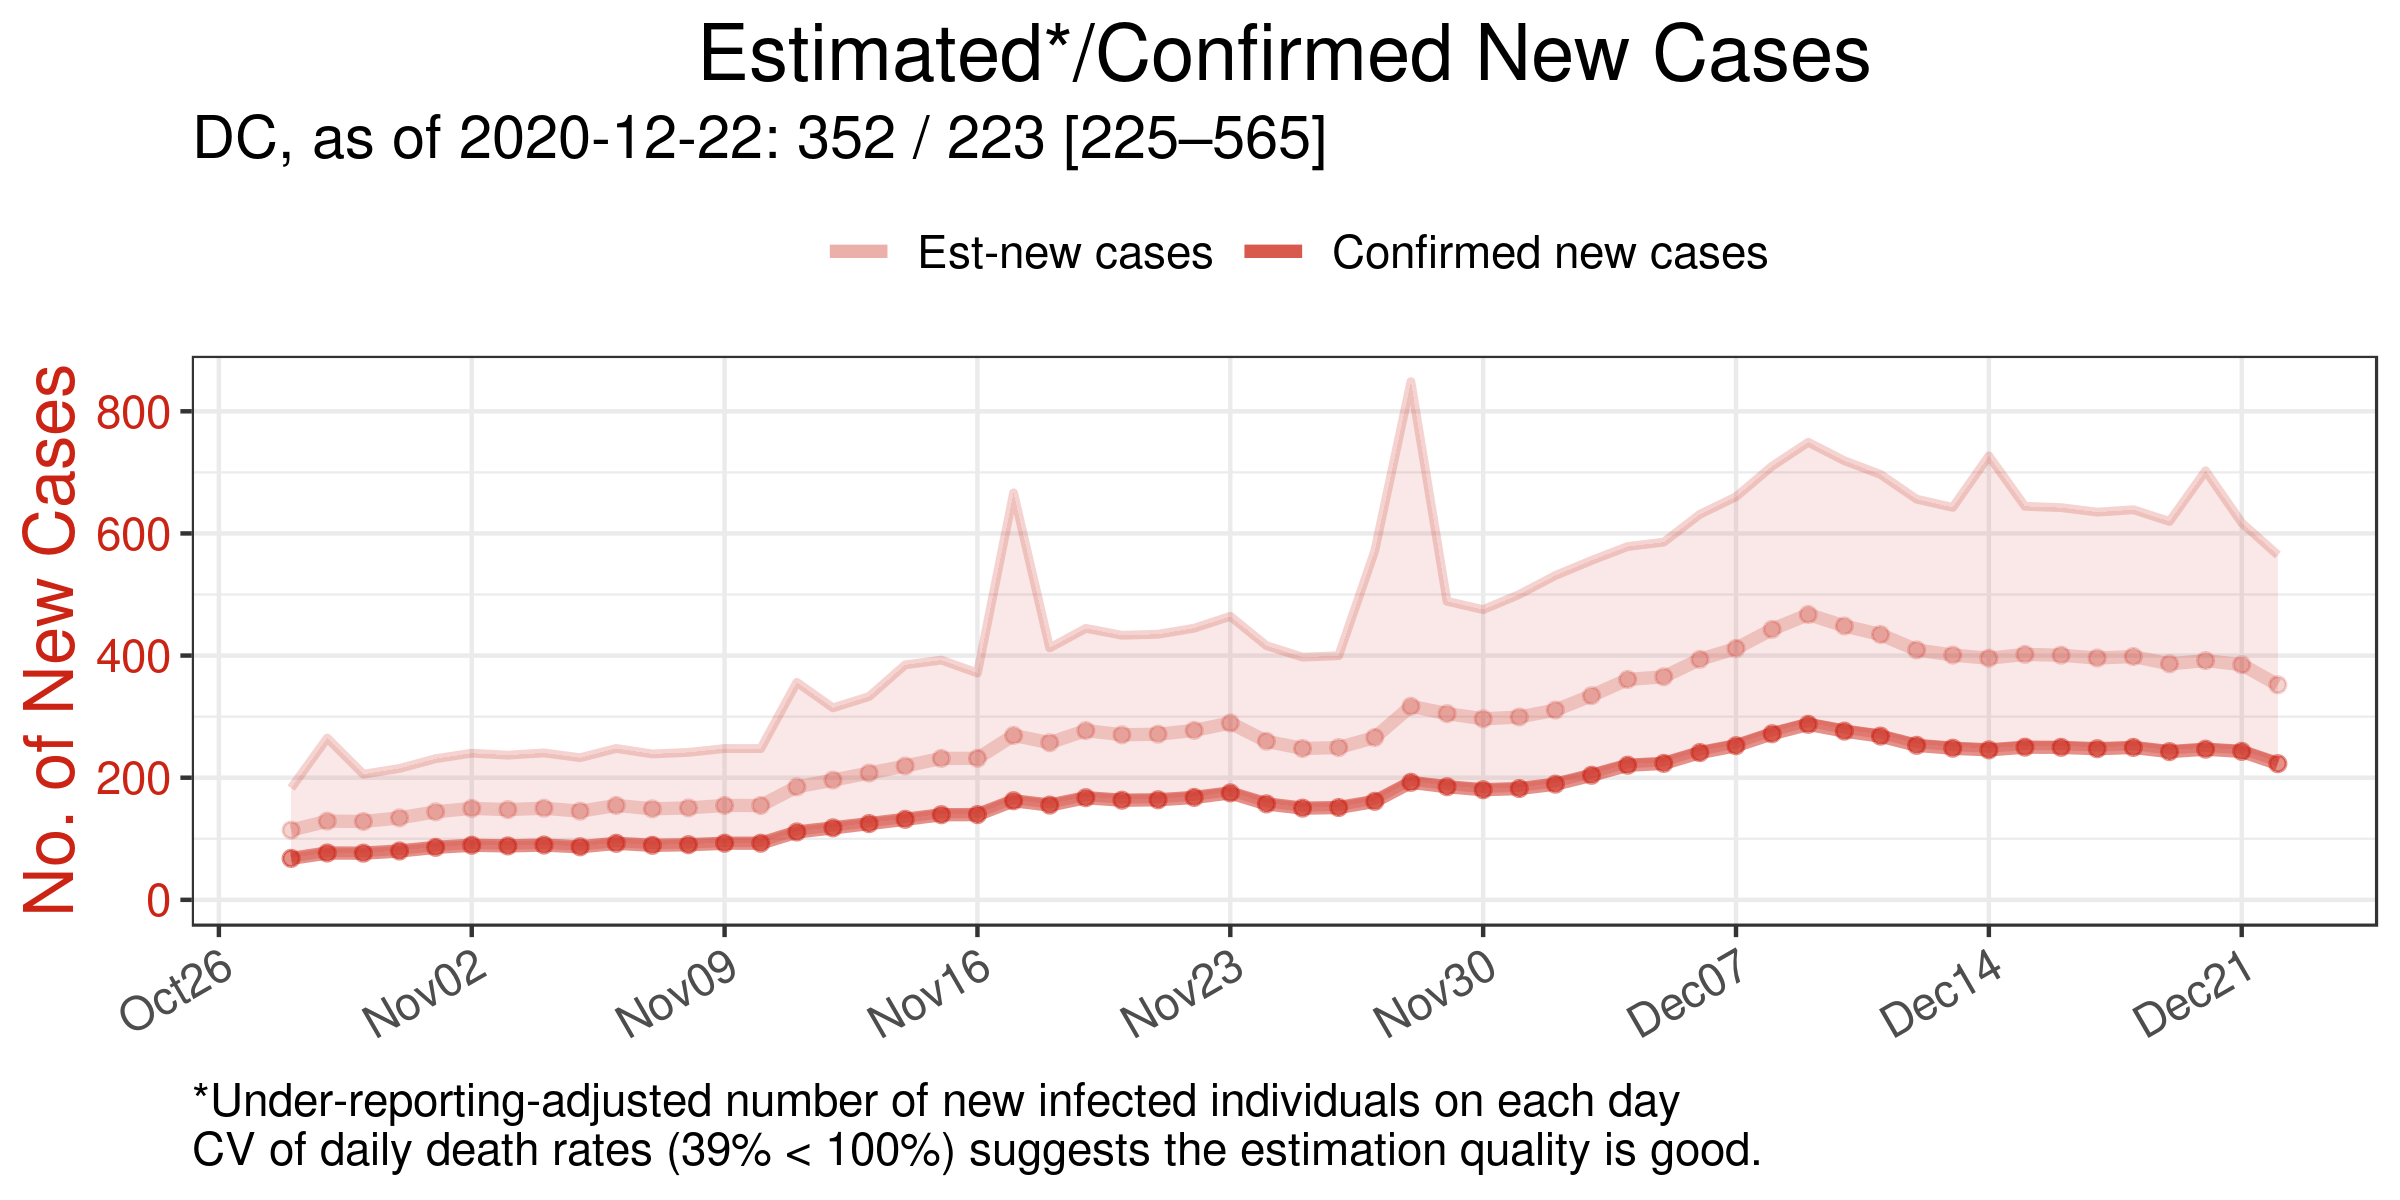 Estimated*/Confirmed New Cases
DC, as of 2020-12-22: 352 / 223 [225–565]
Est-new cases
Confirmed new cases
No. of New Cases
800
600
400
200
0
Oct26
Nov02
Nov09
Nov16
Nov23
Nov30
Dec07
Dec14
Dec21
*Under-reporting-adjusted number of new infected individuals on each day
CV of daily death rates (39% < 100%) suggests the estimation quality is good.